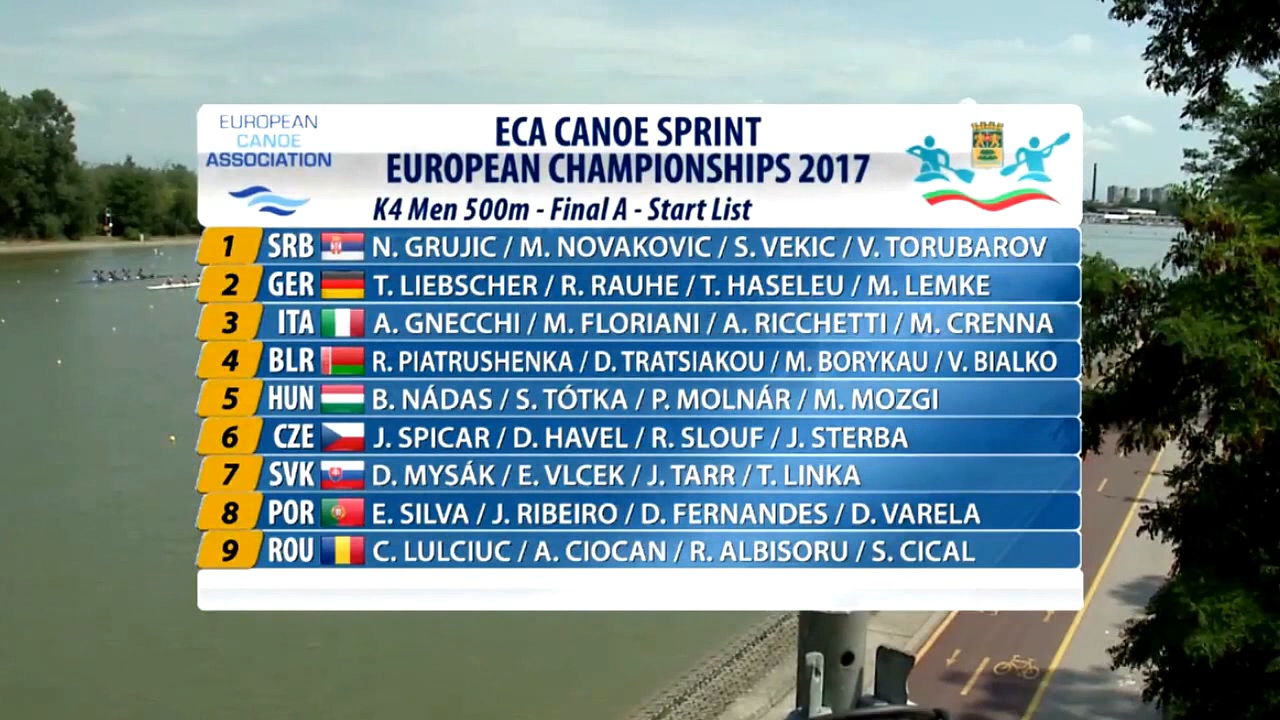 EUROPEAN
CANOE
ASSOCIATION
ECA CANOE SPRINT
EUROPEAN CHAMPIONSHIPS 2017
K4 Men 500m - Final A - Start List
1 SRB N. GRUJIC / M. NOVAKOVIC / S. VEKIC / V. TORUBAROV
2 GER T. LIEBSCHER / R. RAUHE / T. HASELEU / M. LEMKE
3 ITA A. GNECCHI / M. FLORIANI / A. RICCHETTI / M. CRENNA
4 BLR R. PIATRUSHENKA / D. TRATSIAKOU / M. BORYKAU / V. BIALKO
5 HUN B. NÁDAS / S. TÓTKA / P. MOLNÁR / M. MOZGI
6 CZE J. SPICAR / D. HAVEL / R. SLOUF / J. STERBA
7 SVK D. MYSÁK / E. VLCEK / J. TARR / T. LINKA
8 POR E. SILVA / J. RIBEIRO / D. FERNANDES / D. VARELA
9 ROU C. LULCIUC / A. CIOCAN / R. ALBISORU / S. CICAL